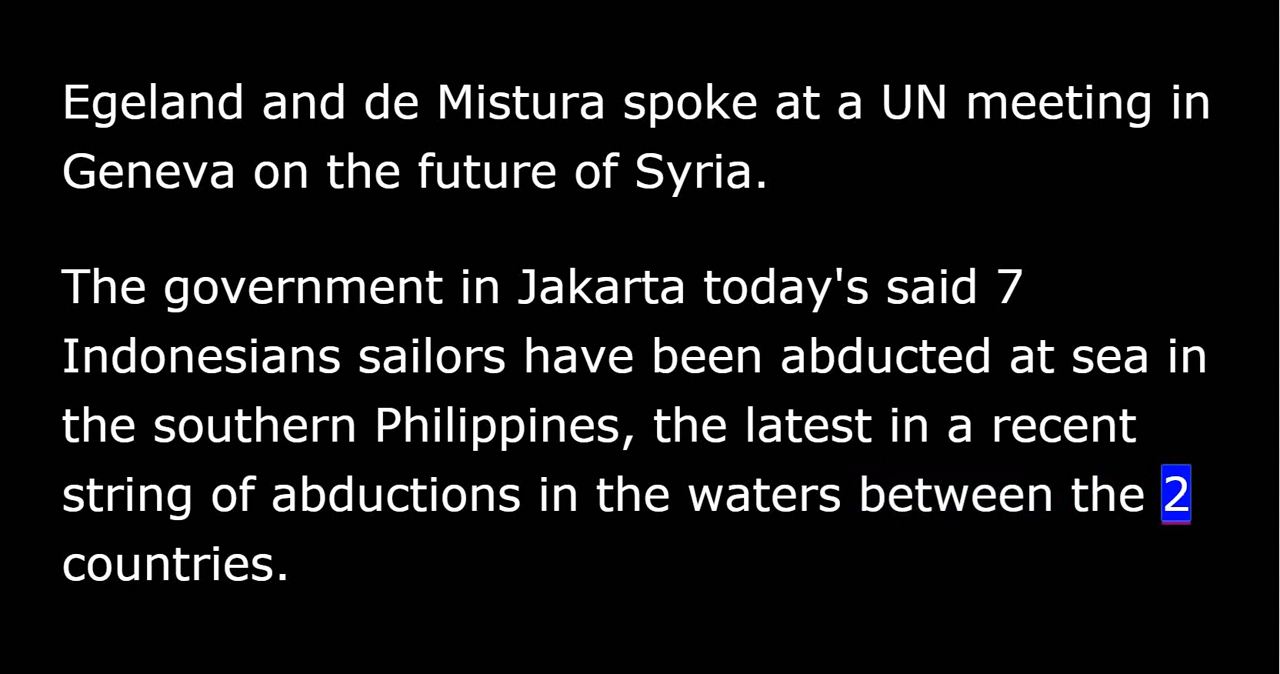 Egeland and de Mistura spoke at a UN meeting in
Geneva on the future of Syria.
The government in Jakarta today's said 7
Indonesians sailors have been abducted at sea in
the southern Philippines, the latest in a recent
string of abductions in the waters between the 2
countries.